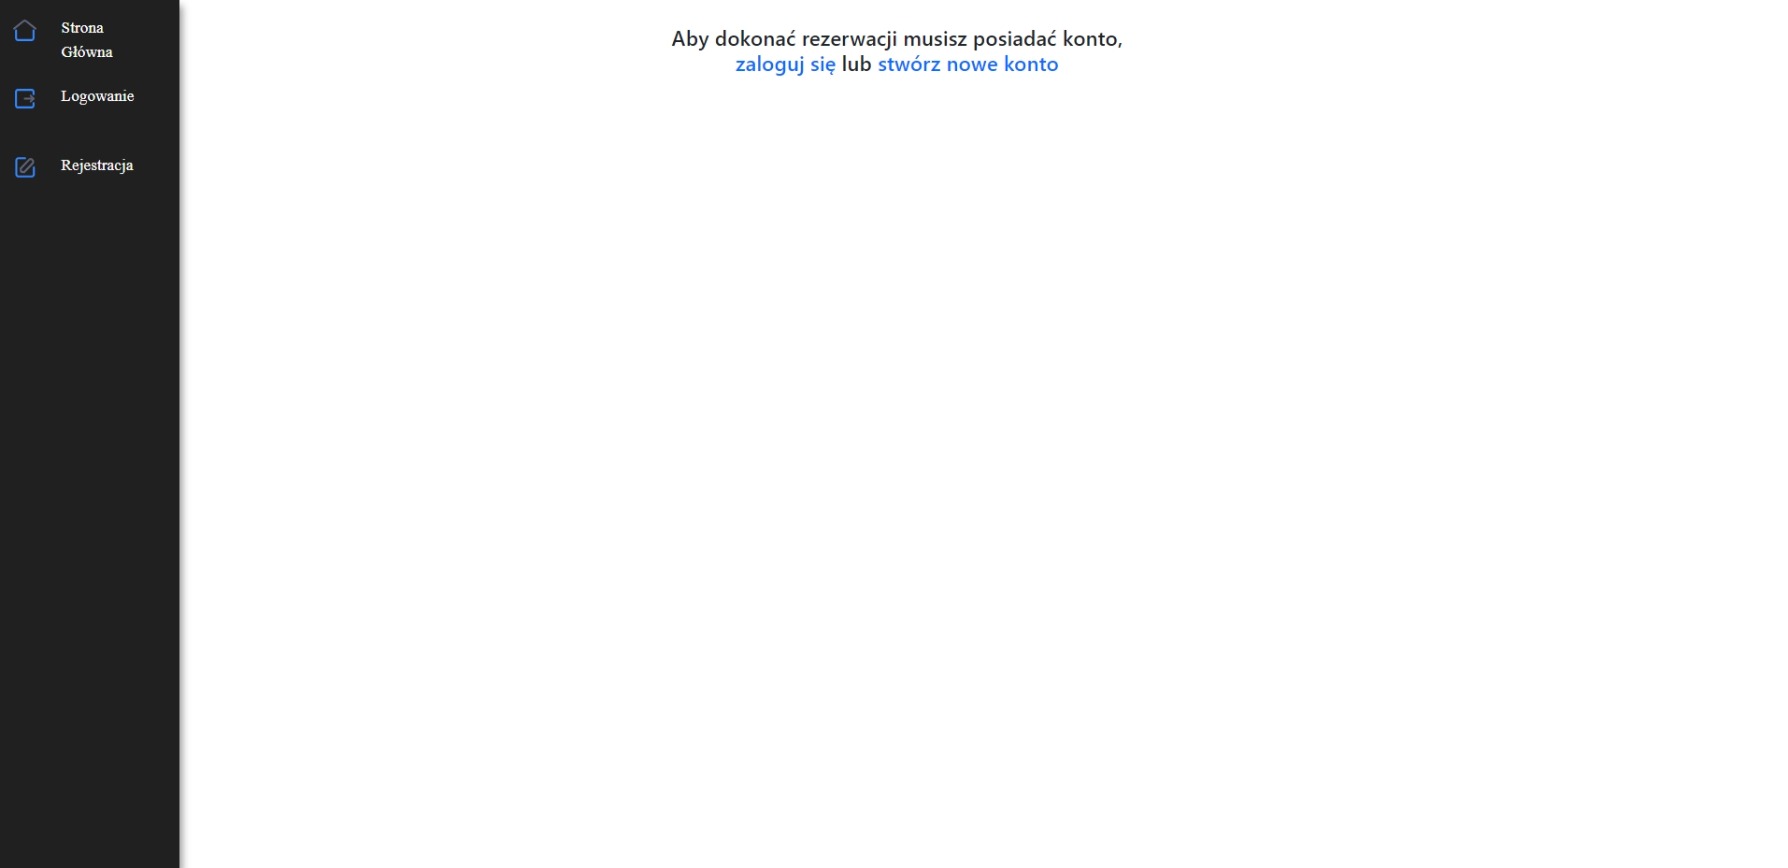 Strona
Główna
Logowanie
Rejestracja
Aby dokonać rezerwacji musisz posiadać konto,
zaloguj się lub stwórz nowe konto